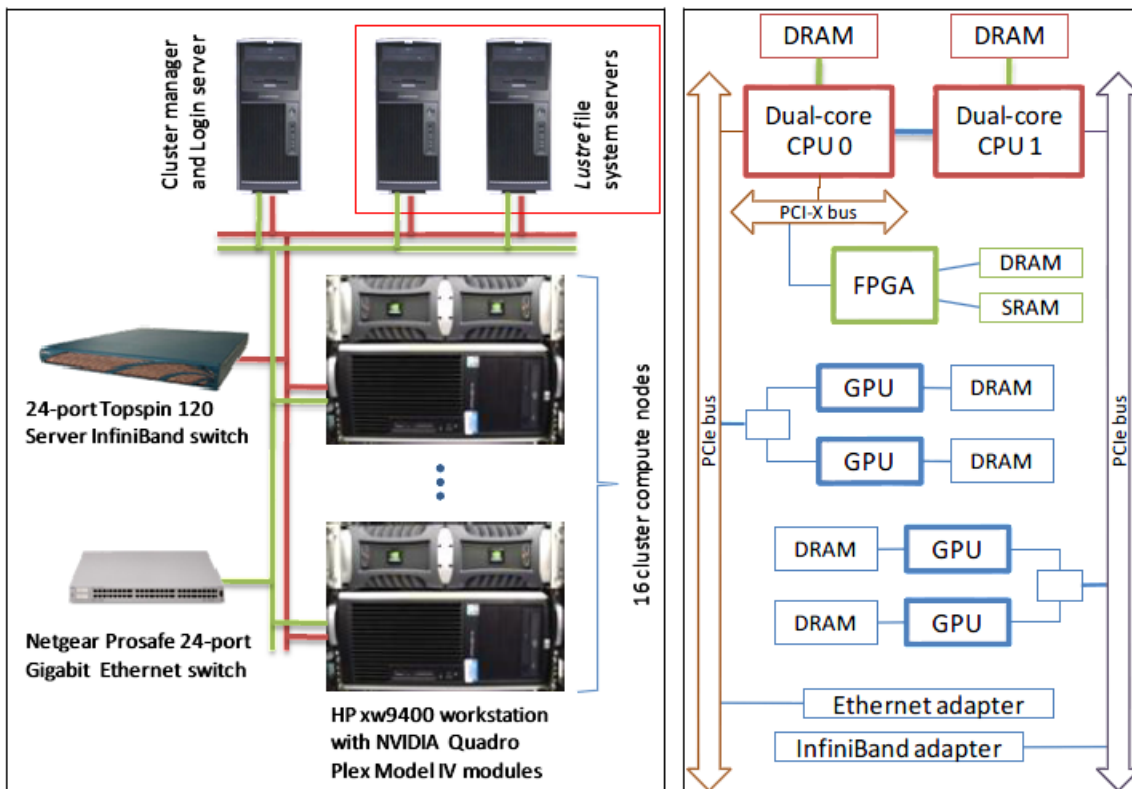 Cluster manager
and Login server
Lustre file
system servers
24-port Topspin 120
Server InfiniBand switch
16 cluster compute nodes
Netgear Prosafe 24-port
Gigabit Ethernet switch
HP xw9400 workstation
with NVIDIA Quadro
Plex Model IV modules
DRAM
DRAM
Dual-core
CPU 0
Dual-core
CPU 1
PCI-X bus
FPGA
DRAM
SRAM
PCIe bus
PCIe bus
GPU
DRAM
GPU
DRAM
DRAM
GPU
DRAM
GPU
Ethernet adapter
InfiniBand adapter